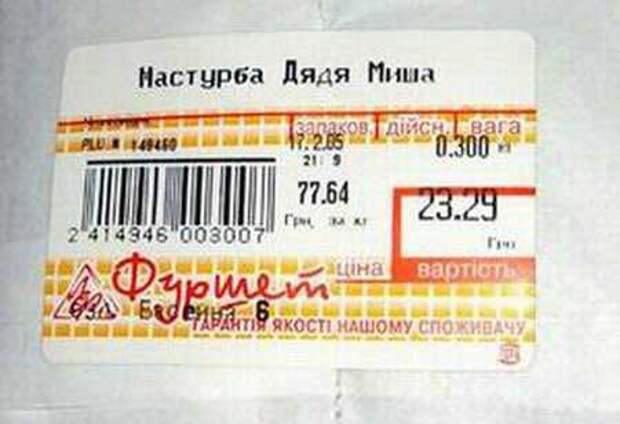 Настурба Дядя Миша
запаков. дійсн. вага
PLU № 149460 17.2.05 0.300 кг
21: 9
77.64 23.29
Грн за кг Грн
2 414946 003007
ціна вартість
Фуршет
6
ГАРАНТІЯ ЯКОСТІ НАШОМУ СПОЖИВАЧУ